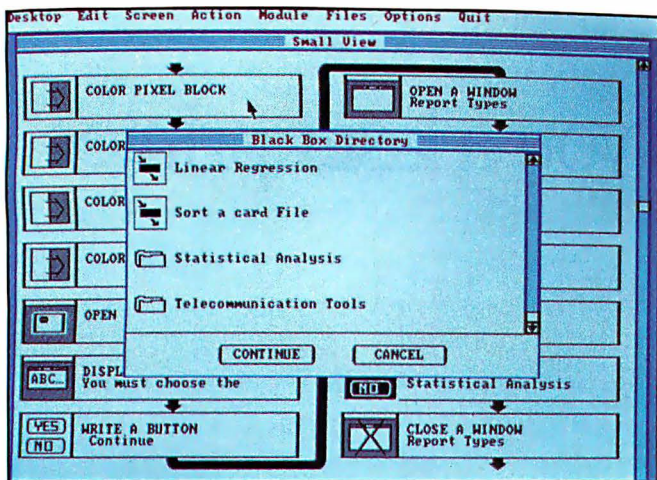 Desktop Edit Screen Action Module Files Options Quit
Small View
COLOR PIXEL BLOCK
OPEN A WINDOW
Report Types
Black Box Directory
COLOR
Linear Regression
COLOR
Sort a card File
COLOR
Statistical Analysis
OPEN
Telecommunication Tools
CONTINUE
CANCEL
ABC...
DISPL
You must choose the
NO
Statistical Analysis
YES
NO
WRITE A BUTTON
Continue
CLOSE A WINDOW
Report Types